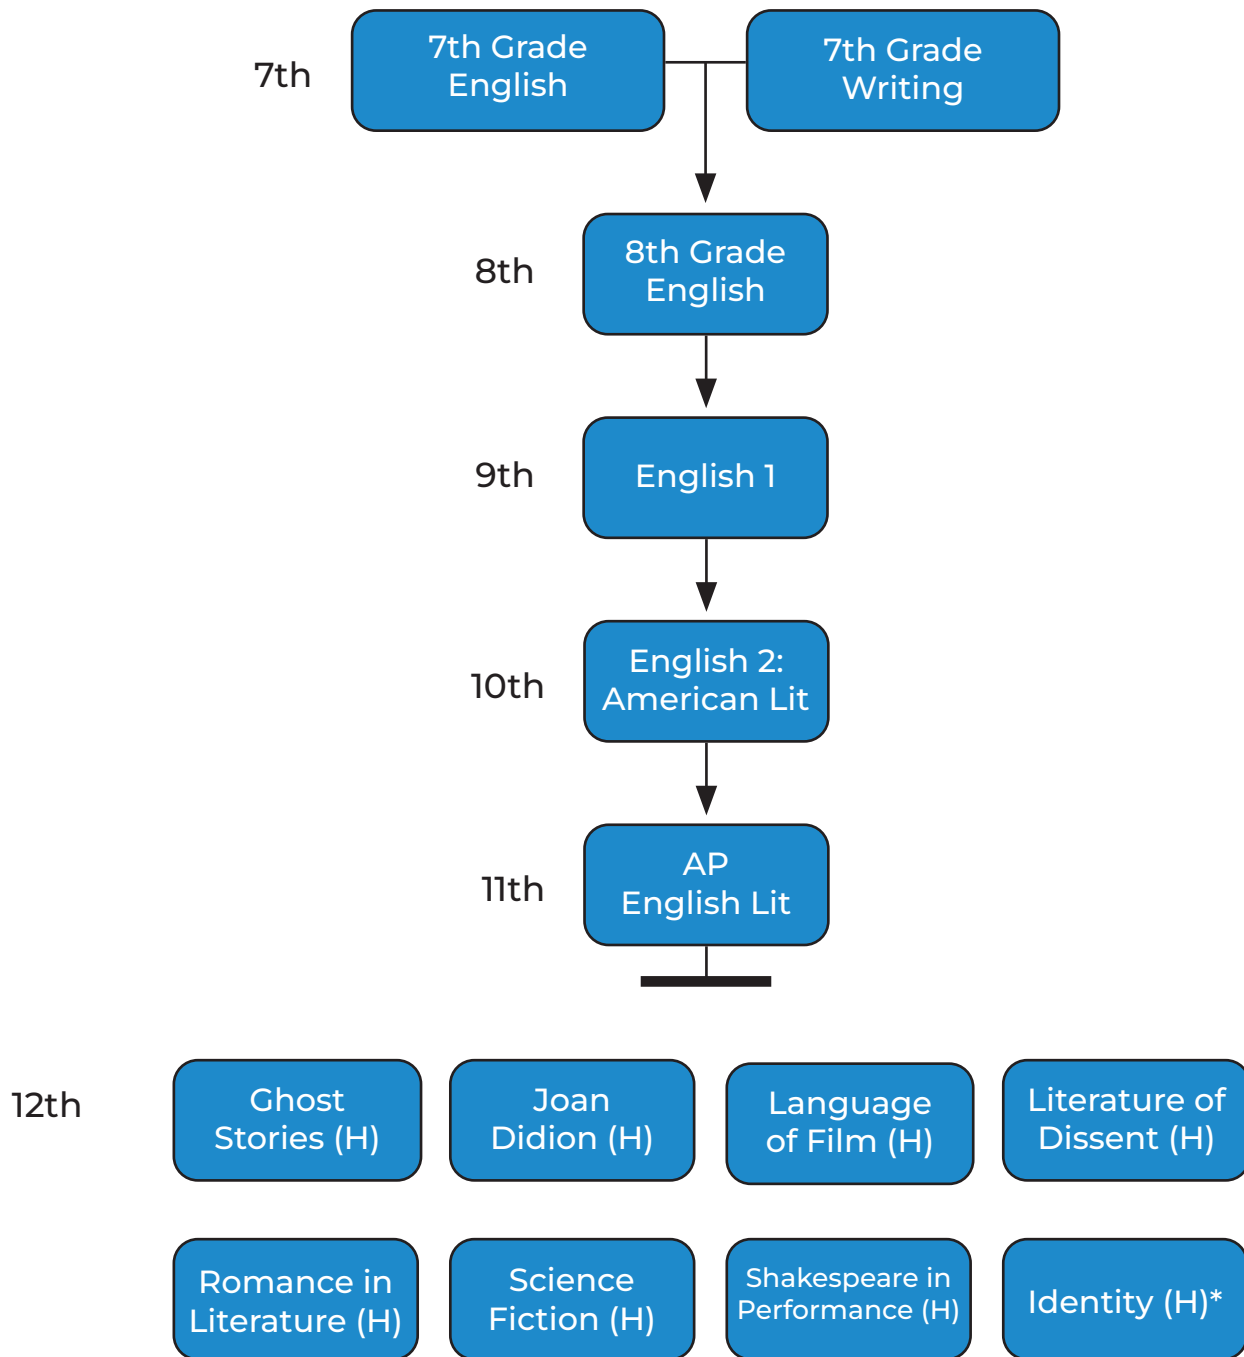 7th
7th Grade
English
7th Grade
Writing
8th
8th Grade
English
9th
English 1
10th
English 2:
American Lit
11th
AP
English Lit
12th
Ghost
Stories (H)
Joan
Didion (H)
Language
of Film (H)
Literature of
Dissent (H)
Romance in
Literature (H)
Science
Fiction (H)
Shakespeare in
Performance (H)
Identity (H)*